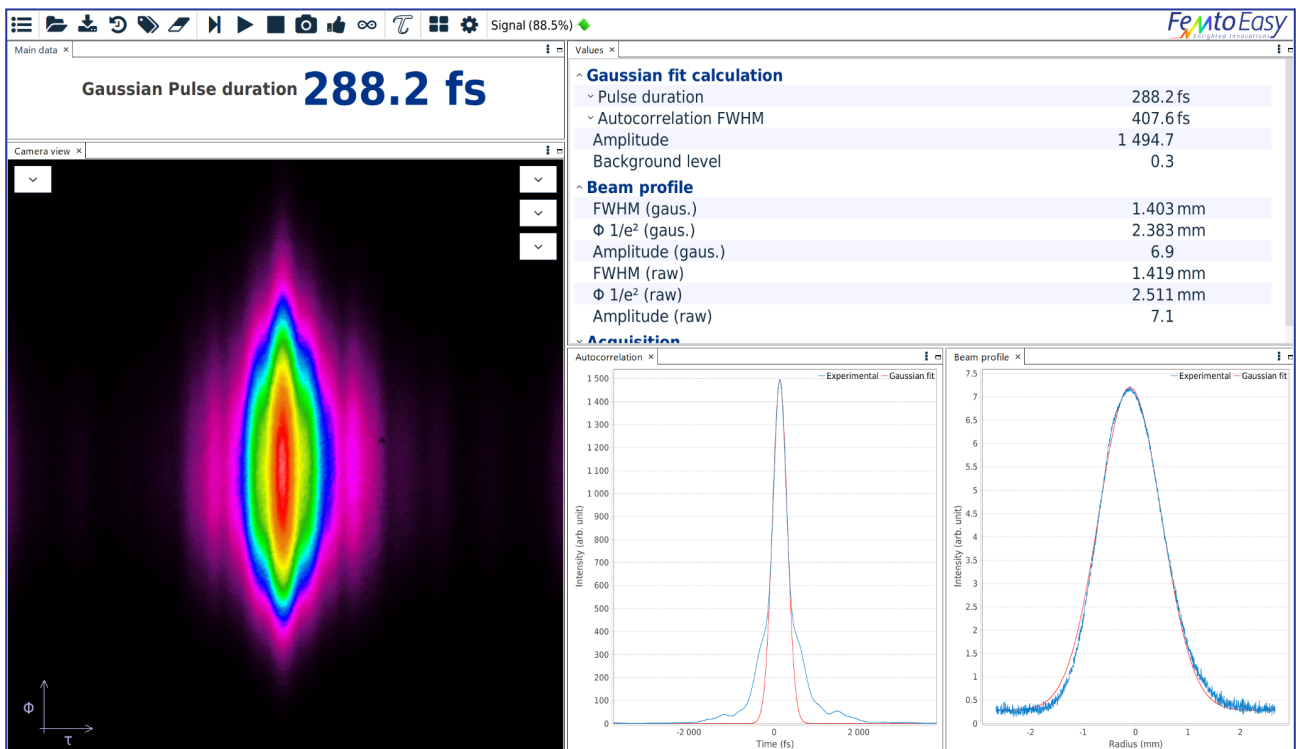 Signal (88.5%)
FemtoEasy
Enlighted Innovations
Main data ×
Gaussian Pulse duration 288.2 fs
Camera view ×
Φ
τ
Values ×
Gaussian fit calculation
Pulse duration 288.2 fs
Autocorrelation FWHM 407.6 fs
Amplitude 1 494.7
Background level 0.3
Beam profile
FWHM (gaus.) 1.403 mm
Φ 1/e² (gaus.) 2.383 mm
Amplitude (gaus.) 6.9
FWHM (raw) 1.419 mm
Φ 1/e² (raw) 2.511 mm
Amplitude (raw) 7.1
Acquisition
Autocorrelation ×
Experimental Gaussian fit
Intensity (arb. unit)
1 500
1 400
1 300
1 200
1 100
1 000
900
800
700
600
500
400
300
200
100
0
-2 000 0 2 000
Time (fs)
Beam profile ×
Experimental Gaussian fit
Intensity (arb. unit)
7.5
7
6.5
6
5.5
5
4.5
4
3.5
3
2.5
2
1.5
1
0.5
0
-2 -1 0 1 2
Radius (mm)